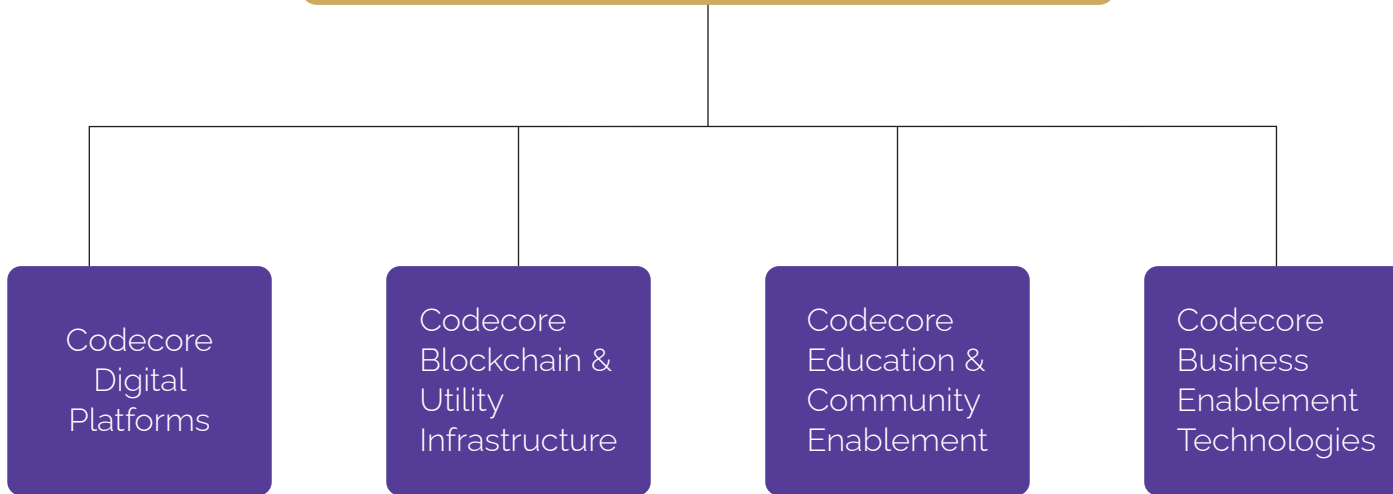 Codecore
Digital
Platforms
Codecore
Blockchain &
Utility
Infrastructure
Codecore
Education &
Community
Enablement
Codecore
Business
Enablement
Technologies